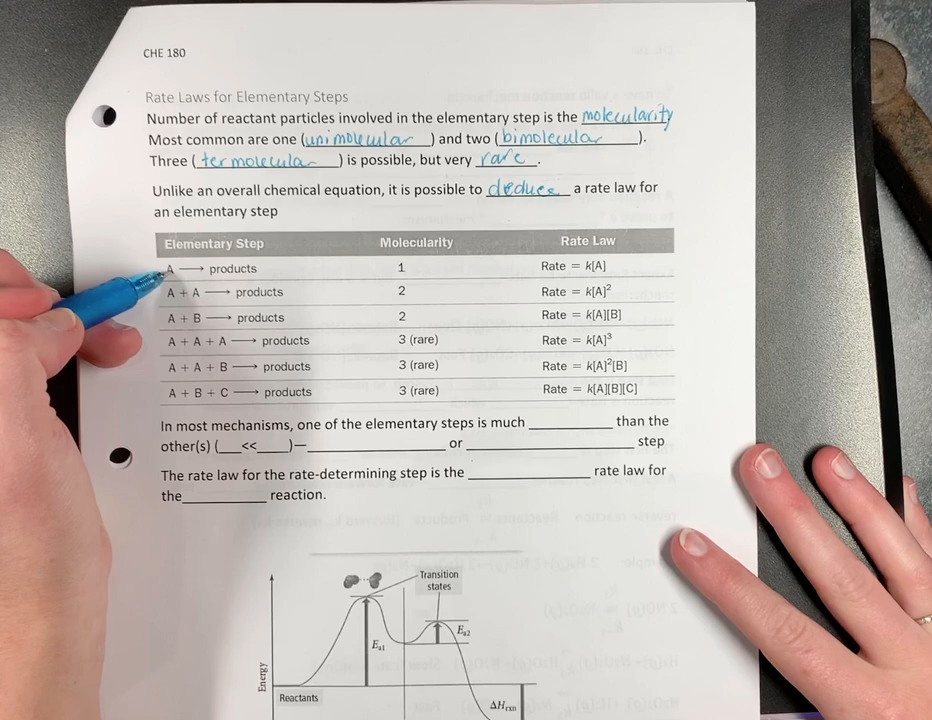 CHE 180
Rate Laws for Elementary Steps
Number of reactant particles involved in the elementary step is the molecularity
Most common are one (unimolecular) and two (bimolecular).
Three (termolecular) is possible, but very rare.
Unlike an overall chemical equation, it is possible to deduce a rate law for
an elementary step
Elementary Step Molecularity Rate Law
A ⟶ products 1 Rate = k[A]
A + A ⟶ products 2 Rate = k[A]²
A + B ⟶ products 2 Rate = k[A][B]
A + A + A ⟶ products 3 (rare) Rate = k[A]³
A + A + B ⟶ products 3 (rare) Rate = k[A]²[B]
A + B + C ⟶ products 3 (rare) Rate = k[A][B][C]
In most mechanisms, one of the elementary steps is much __________ than the
other(s) (___<<____)–________________ or ___________________ step
The rate law for the rate-determining step is the ______________ rate law for
the__________ reaction.
Transition
states
Eₐ₂
Eₐ₁
Energy
Reactants
ΔHrxn